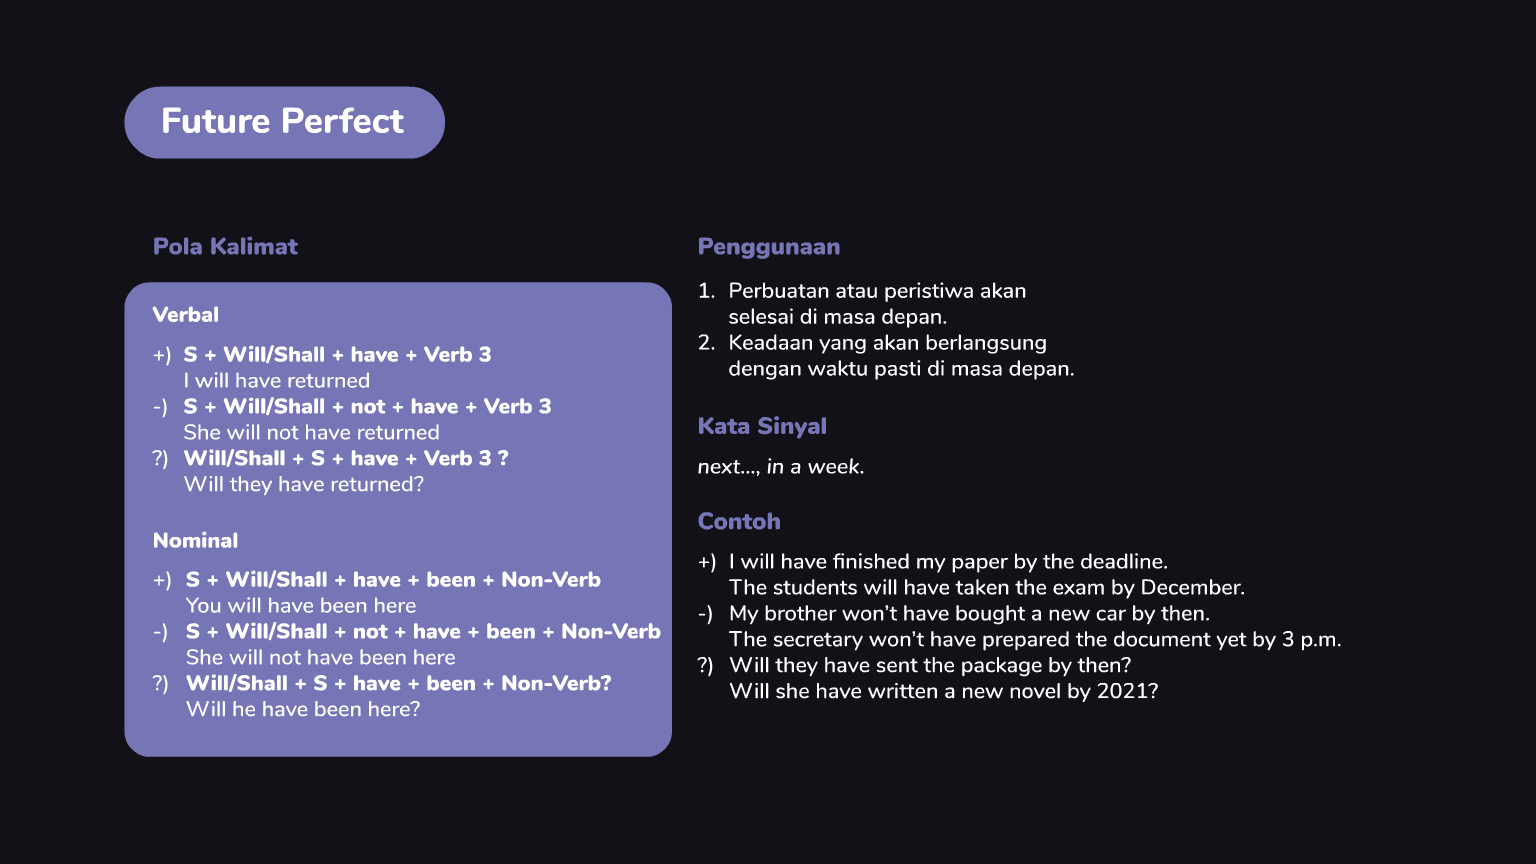 Future Perfect
Pola Kalimat
Verbal
+) S + Will/Shall + have + Verb 3
I will have returned
-) S + Will/Shall + not + have + Verb 3
She will not have returned
?) Will/Shall + S + have + Verb 3 ?
Will they have returned?
Nominal
+) S + Will/Shall + have + been + Non-Verb
You will have been here
-) S + Will/Shall + not + have + been + Non-Verb
She will not have been here
?) Will/Shall + S + have + been + Non-Verb?
Will he have been here?
Penggunaan
1. Perbuatan atau peristiwa akan
selesai di masa depan.
2. Keadaan yang akan berlangsung
dengan waktu pasti di masa depan.
Kata Sinyal
next..., in a week.
Contoh
+) I will have finished my paper by the deadline.
The students will have taken the exam by December.
-) My brother won't have bought a new car by then.
The secretary won't have prepared the document yet by 3 p.m.
?) Will they have sent the package by then?
Will she have written a new novel by 2021?